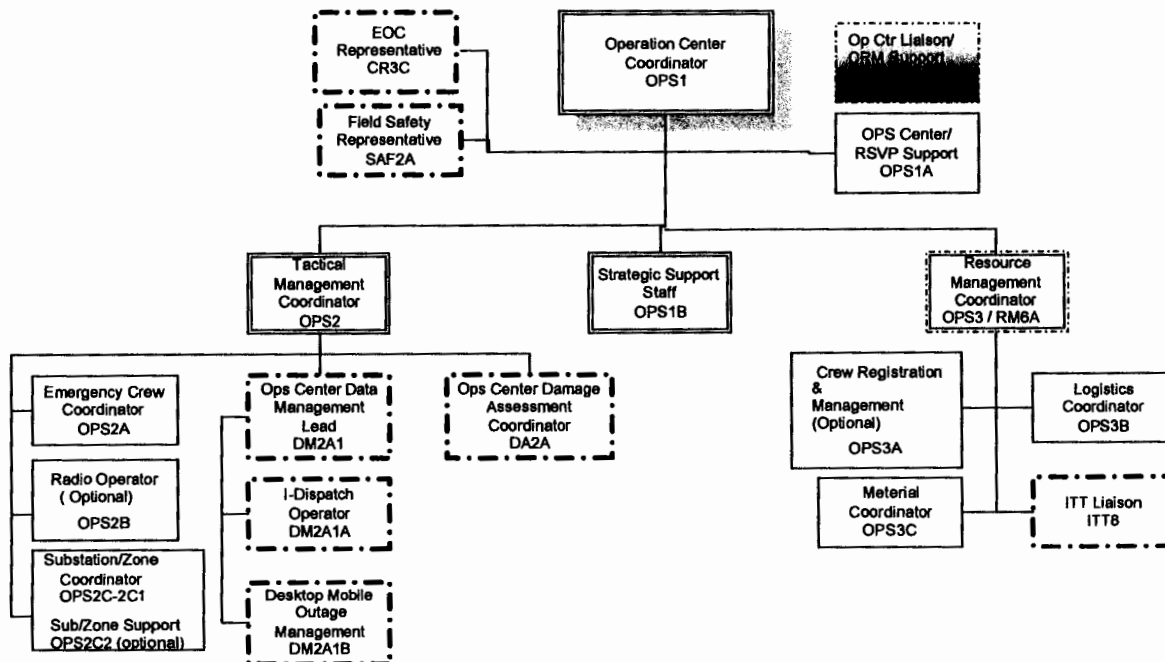 EOC
Representative
CR3C
Operation Center
Coordinator
OPS1
Op Ctr Liaison/
ORM Support
Field Safety
Representative
SAF2A
OPS Center/
RSVP Support
OPS1A
Tactical
Management
Coordinator
OPS2
Strategic Support
Staff
OPS1B
Resource
Management
Coordinator
OPS3 / RM6A
Emergency Crew
Coordinator
OPS2A
Ops Center Data
Management
Lead
DM2A1
Ops Center Damage
Assessment
Coordinator
DA2A
Crew Registration
&
Management
(Optional)
OPS3A
Logistics
Coordinator
OPS3B
Radio Operator
( Optional)
OPS2B
I-Dispatch
Operator
DM2A1A
Meterial
Coordinator
OPS3C
ITT Liaison
ITT8
Substation/Zone
Coordinator
OPS2C-2C1
Sub/Zone Support
OPS2C2 (optional)
Desktop Mobile
Outage
Management
DM2A1B